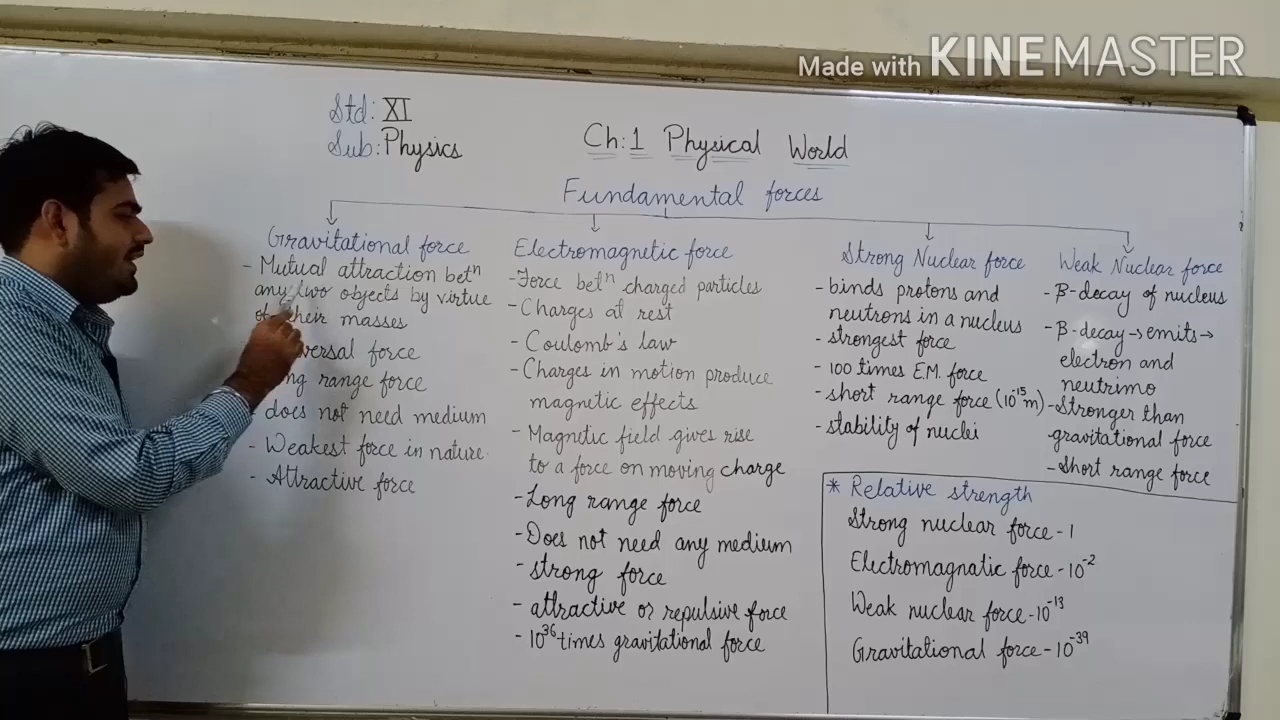 Made with KINEMASTER
Std: XI
Sub: Physics
Ch:1 Physical World
Fundamental forces
Gravitational force
- Mutual attraction betⁿ
any two objects by virtue
of their masses
force
range force
- does not need medium
- Weakest force in nature.
- Attractive force
Electromagnetic force
- Force betⁿ charged particles
- Charges at rest
- Coulomb's law
- Charges in motion produce
magnetic effects
- Magnetic field gives rise
to a force on moving charge
- Long range force
- Does not need any medium
- strong force
- attractive or repulsive force
- 10³⁶ times gravitational force
Strong Nuclear force
- binds protons and
neutrons in a nucleus
- strongest force
- 100 times E.M. force
- short range force (10⁻¹⁵m)
- stability of nuclei
Weak Nuclear force
- β-decay of nucleus
- β-decay → emits →
electron and
neutrimo
- Stronger than
gravitational force
- Short range force
* Relative strength
Strong nuclear force - 1
Electromagnatic force - 10⁻²
Weak nuclear force - 10⁻¹³
Gravitational force - 10⁻³⁹